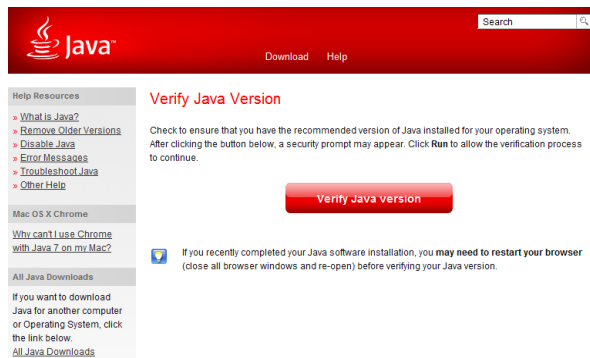 Java™
Search
Download Help
Help Resources
» What is Java?
» Remove Older Versions
» Disable Java
» Error Messages
» Troubleshoot Java
» Other Help
Mac OS X Chrome
Why can't I use Chrome
with Java 7 on my Mac?
All Java Downloads
If you want to download
Java for another computer
or Operating System, click
the link below.
All Java Downloads
Verify Java Version
Check to ensure that you have the recommended version of Java installed for your operating system.
After clicking the button below, a security prompt may appear. Click Run to allow the verification process
to continue.
Verify Java version
If you recently completed your Java software installation, you may need to restart your browser
(close all browser windows and re-open) before verifying your Java version.